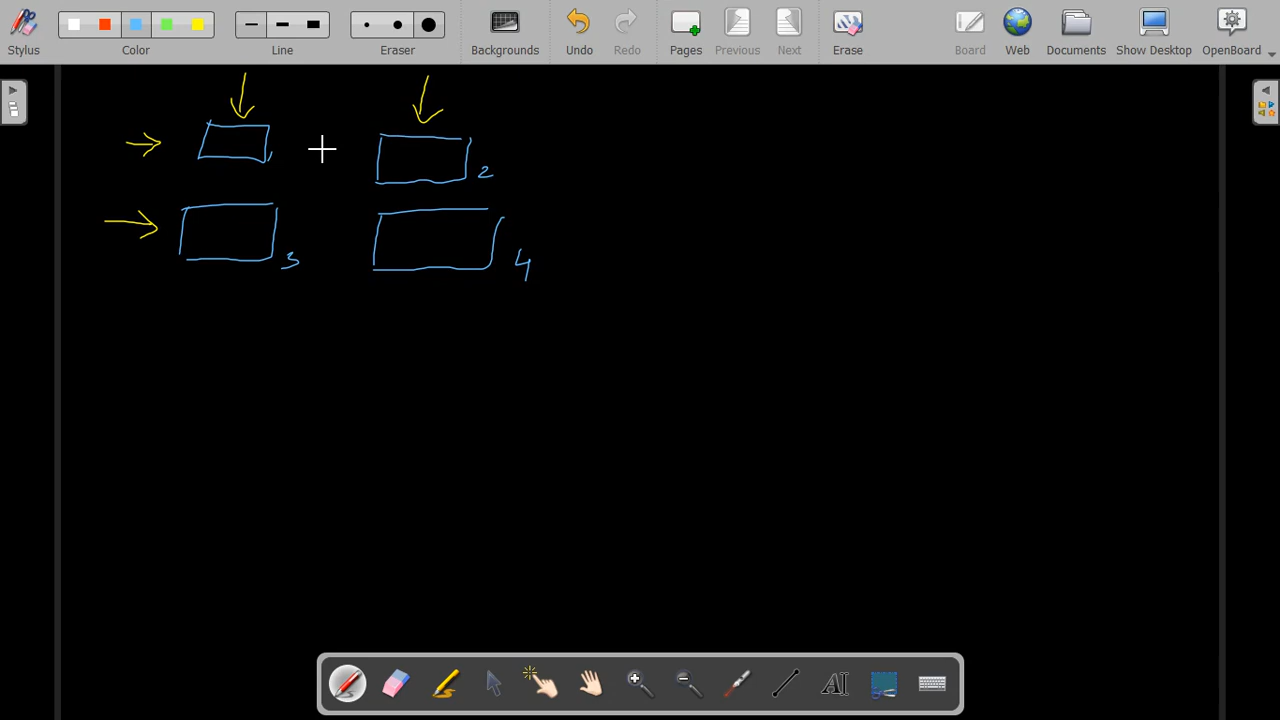 Stylus Color Line Eraser Backgrounds Undo Redo Pages Previous Next Erase Board Web Documents Show Desktop OpenBoard
2
3
4
AI